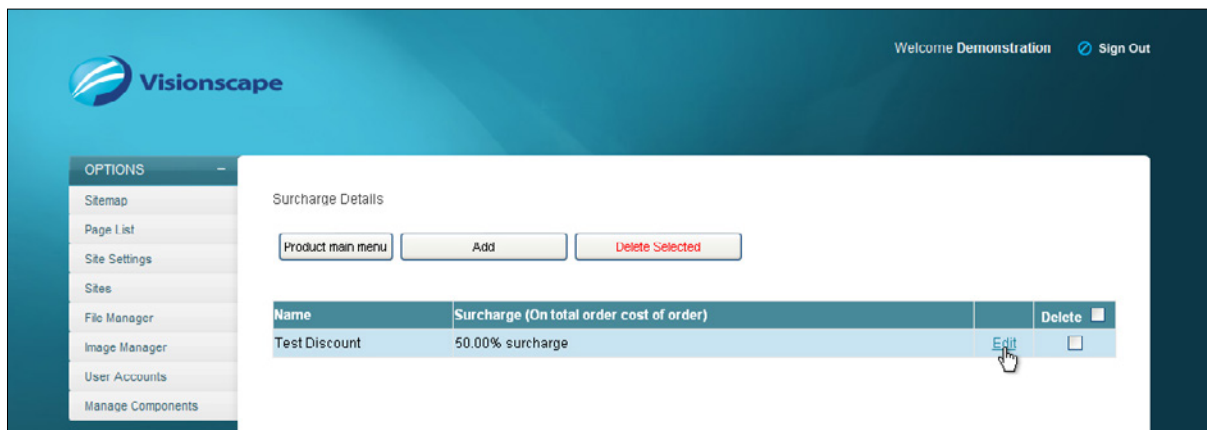 Welcome Demonstration Sign Out
Visionscape
OPTIONS –
Sitemap
Page List
Site Settings
Sites
File Manager
Image Manager
User Accounts
Manage Components
Surcharge Details
Product main menu Add Delete Selected
Name Surcharge (On total order cost of order) Delete
Test Discount 50.00% surcharge Edit